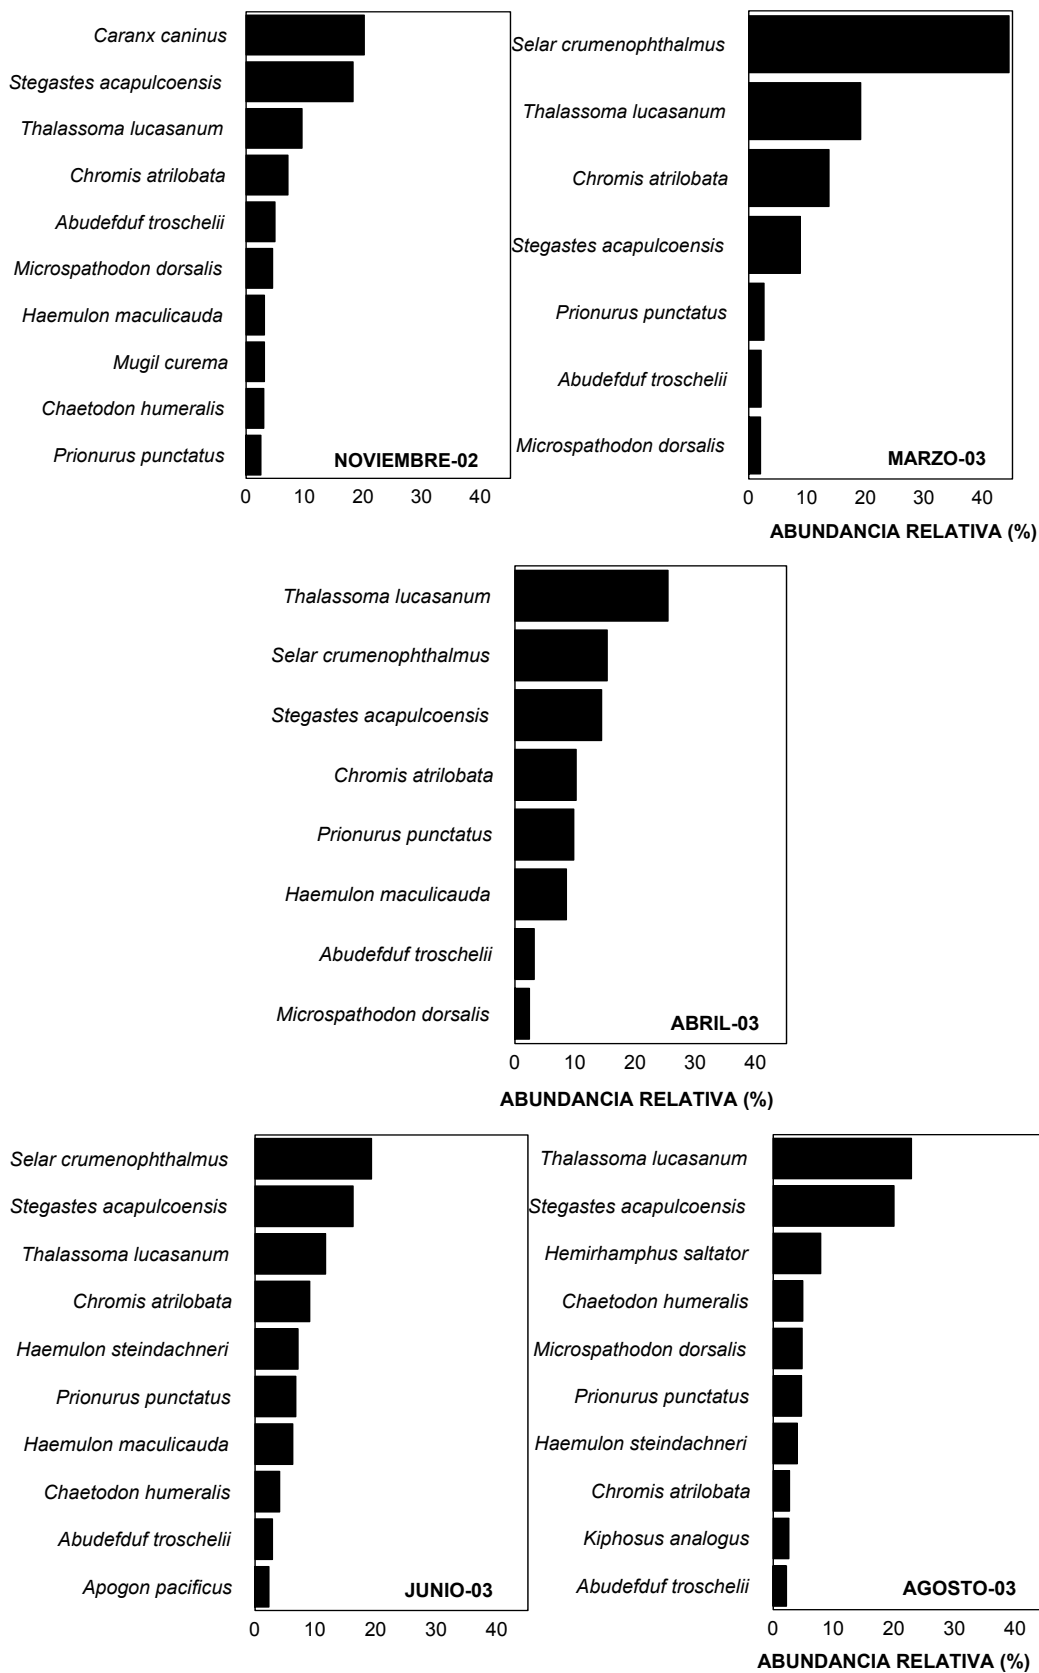 Caranx caninus
Stegastes acapulcoensis
Thalassoma lucasanum
Chromis atrilobata
Abudefduf troschelii
Microspathodon dorsalis
Haemulon maculicauda
Mugil curema
Chaetodon humeralis
Prionurus punctatus
NOVIEMBRE-02
0 10 20 30 40
Selar crumenophthalmus
Thalassoma lucasanum
Chromis atrilobata
Stegastes acapulcoensis
Prionurus punctatus
Abudefduf troschelii
Microspathodon dorsalis
MARZO-03
0 10 20 30 40
ABUNDANCIA RELATIVA (%)
Thalassoma lucasanum
Selar crumenophthalmus
Stegastes acapulcoensis
Chromis atrilobata
Prionurus punctatus
Haemulon maculicauda
Abudefduf troschelii
Microspathodon dorsalis
ABRIL-03
0 10 20 30 40
ABUNDANCIA RELATIVA (%)
Selar crumenophthalmus
Stegastes acapulcoensis
Thalassoma lucasanum
Chromis atrilobata
Haemulon steindachneri
Prionurus punctatus
Haemulon maculicauda
Chaetodon humeralis
Abudefduf troschelii
Apogon pacificus
JUNIO-03
0 10 20 30 40
Thalassoma lucasanum
Stegastes acapulcoensis
Hemirhamphus saltator
Chaetodon humeralis
Microspathodon dorsalis
Prionurus punctatus
Haemulon steindachneri
Chromis atrilobata
Kiphosus analogus
Abudefduf troschelii
AGOSTO-03
0 10 20 30 40
ABUNDANCIA RELATIVA (%)